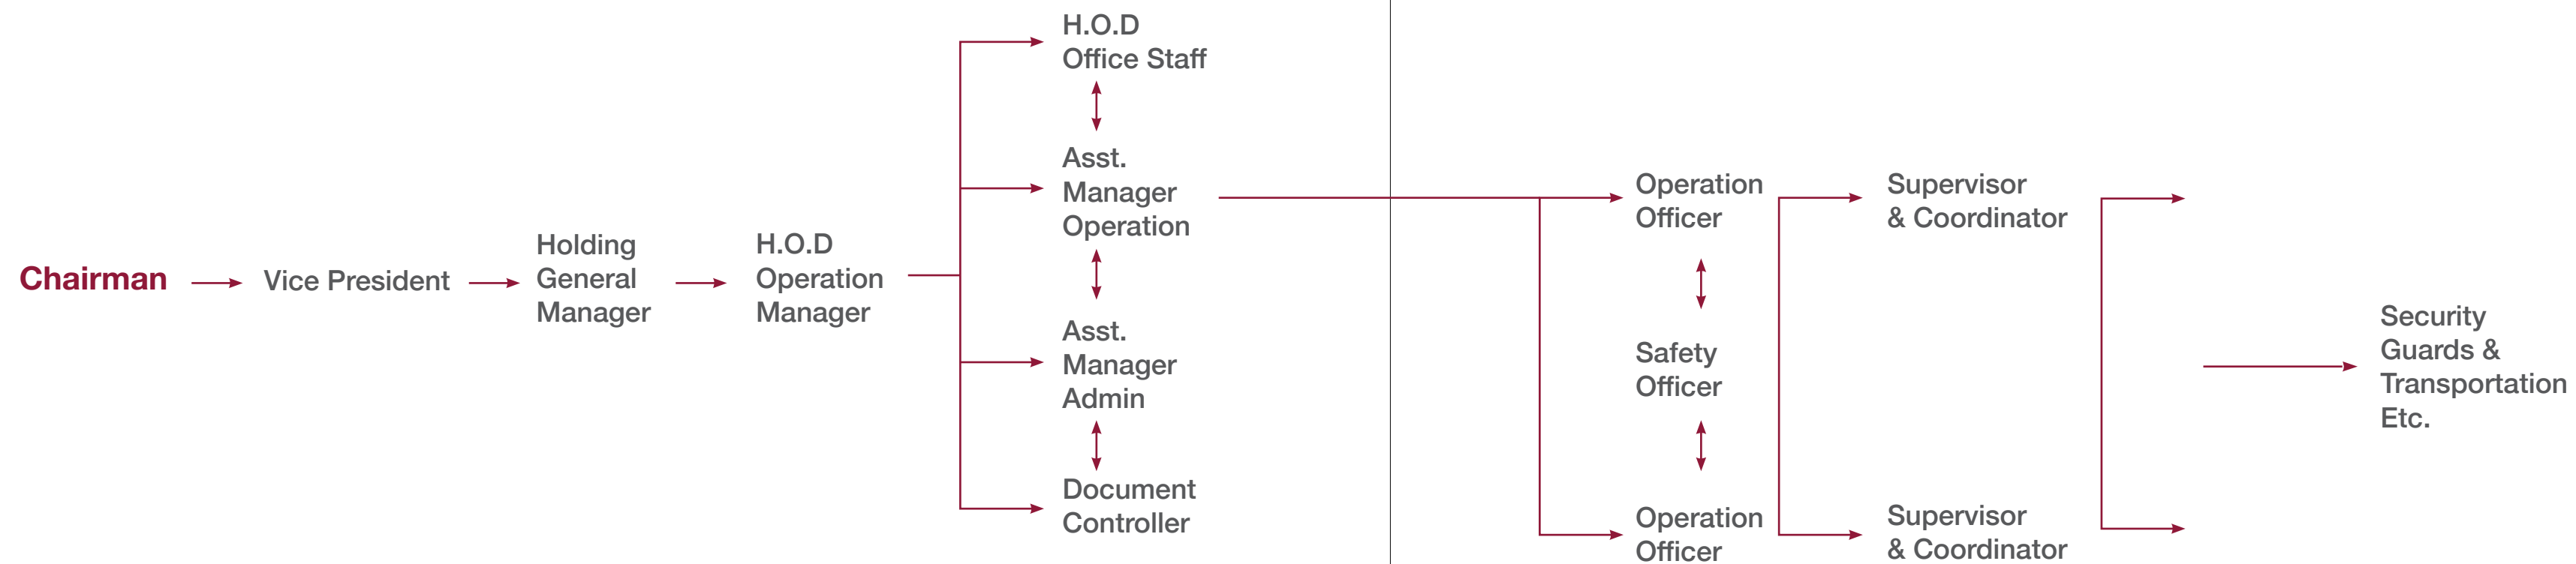 Chairman
Vice President
Holding
General
Manager
H.O.D
Operation
Manager
H.O.D
Office Staff
Asst.
Manager
Operation
Asst.
Manager
Admin
Document
Controller
Operation
Officer
Safety
Officer
Operation
Officer
Supervisor
& Coordinator
Supervisor
& Coordinator
Security
Guards &
Transportation
Etc.